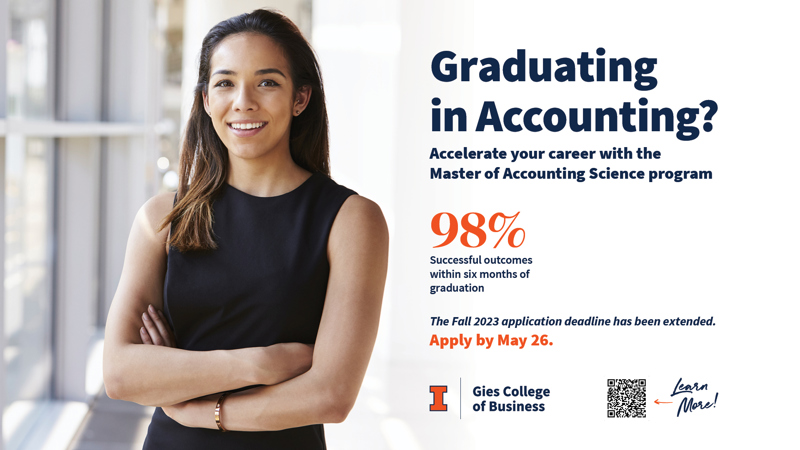 Graduating
in Accounting?
Accelerate your career with the
Master of Accounting Science program
98%
Successful outcomes
within six months of
graduation
The Fall 2023 application deadline has been extended.
Apply by May 26.
I
Gies College
of Business
Learn
More!